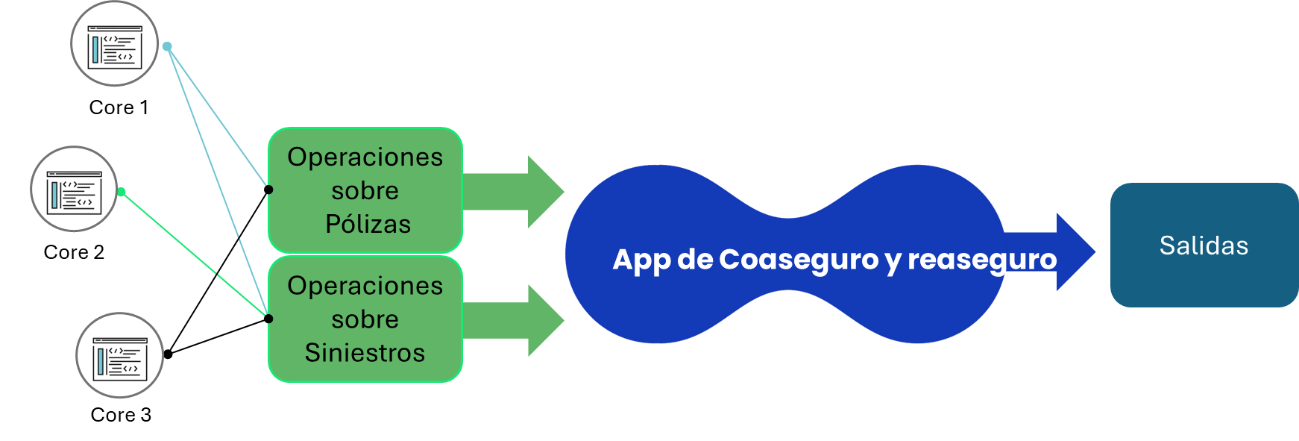 Core 1
Core 2
Core 3
Operaciones
sobre
Pólizas
Operaciones
sobre
Siniestros
App de Coaseguro y reaseguro
Salidas